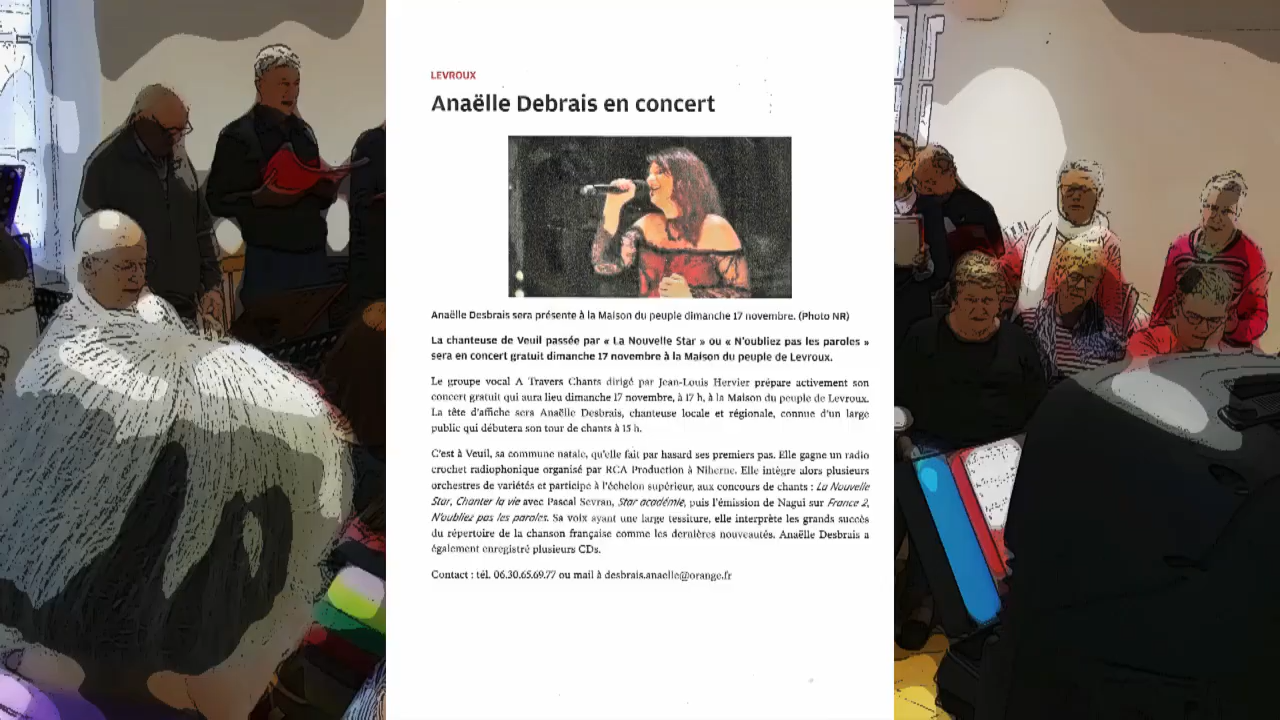 LEVROUX
Anaëlle Debrais en concert
Anaëlle Desbrais sera présente à la Maison du peuple dimanche 17 novembre. (Photo NR)
La chanteuse de Veuil passée par « La Nouvelle Star » ou « N'oubliez pas les paroles »
sera en concert gratuit dimanche 17 novembre à la Maison du peuple de Levroux.
Le groupe vocal A Travers Chants dirigé par Jean-Louis Hervier prépare activement son
concert gratuit qui aura lieu dimanche 17 novembre, à 17 h, à la Maison du peuple de Levroux.
La tête d'affiche sera Anaëlle Desbrais, chanteuse locale et régionale, connue d'un large
public qui débutera son tour de chants à 15 h.
C'est à Veuil, sa commune natale, qu'elle fait par hasard ses premiers pas. Elle gagne un radio
crochet radiophonique organisé par RCA Production à Niherne. Elle intègre alors plusieurs
orchestres de variétés et participe à l'échelon supérieur, aux concours de chants : La Nouvelle
Star, Chanter la vie avec Pascal Sevran, Star académie, puis l'émission de Nagui sur France 2,
N'oubliez pas les paroles. Sa voix ayant une large tessiture, elle interprète les grands succès
du répertoire de la chanson française comme les dernières nouveautés. Anaëlle Desbrais a
également enregistré plusieurs CDs.
Contact : tél. 06.30.65.69.77 ou mail à desbrais.anaelle@orange.fr